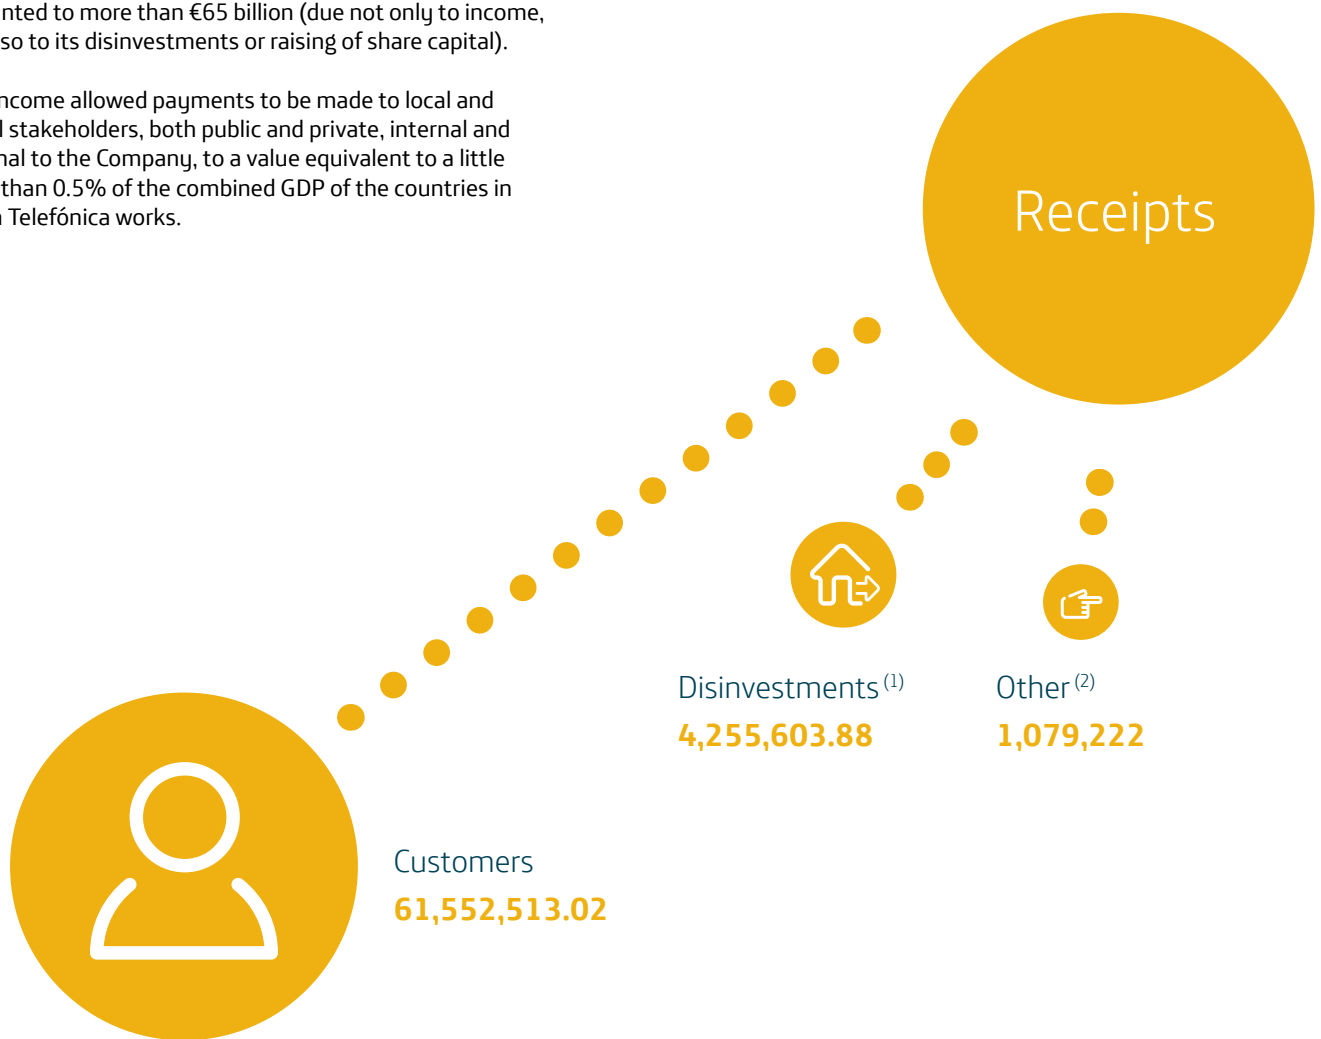 nted to more than €65 billion (due not only to income,
so to its disinvestments or raising of share capital).
ncome allowed payments to be made to local and
l stakeholders, both public and private, internal and
nal to the Company, to a value equivalent to a little
than 0.5% of the combined GDP of the countries in
Telefónica works.
Receipts
Disinvestments (1)
4,255,603.88
Other (2)
1,079,222
Customers
61,552,513.02